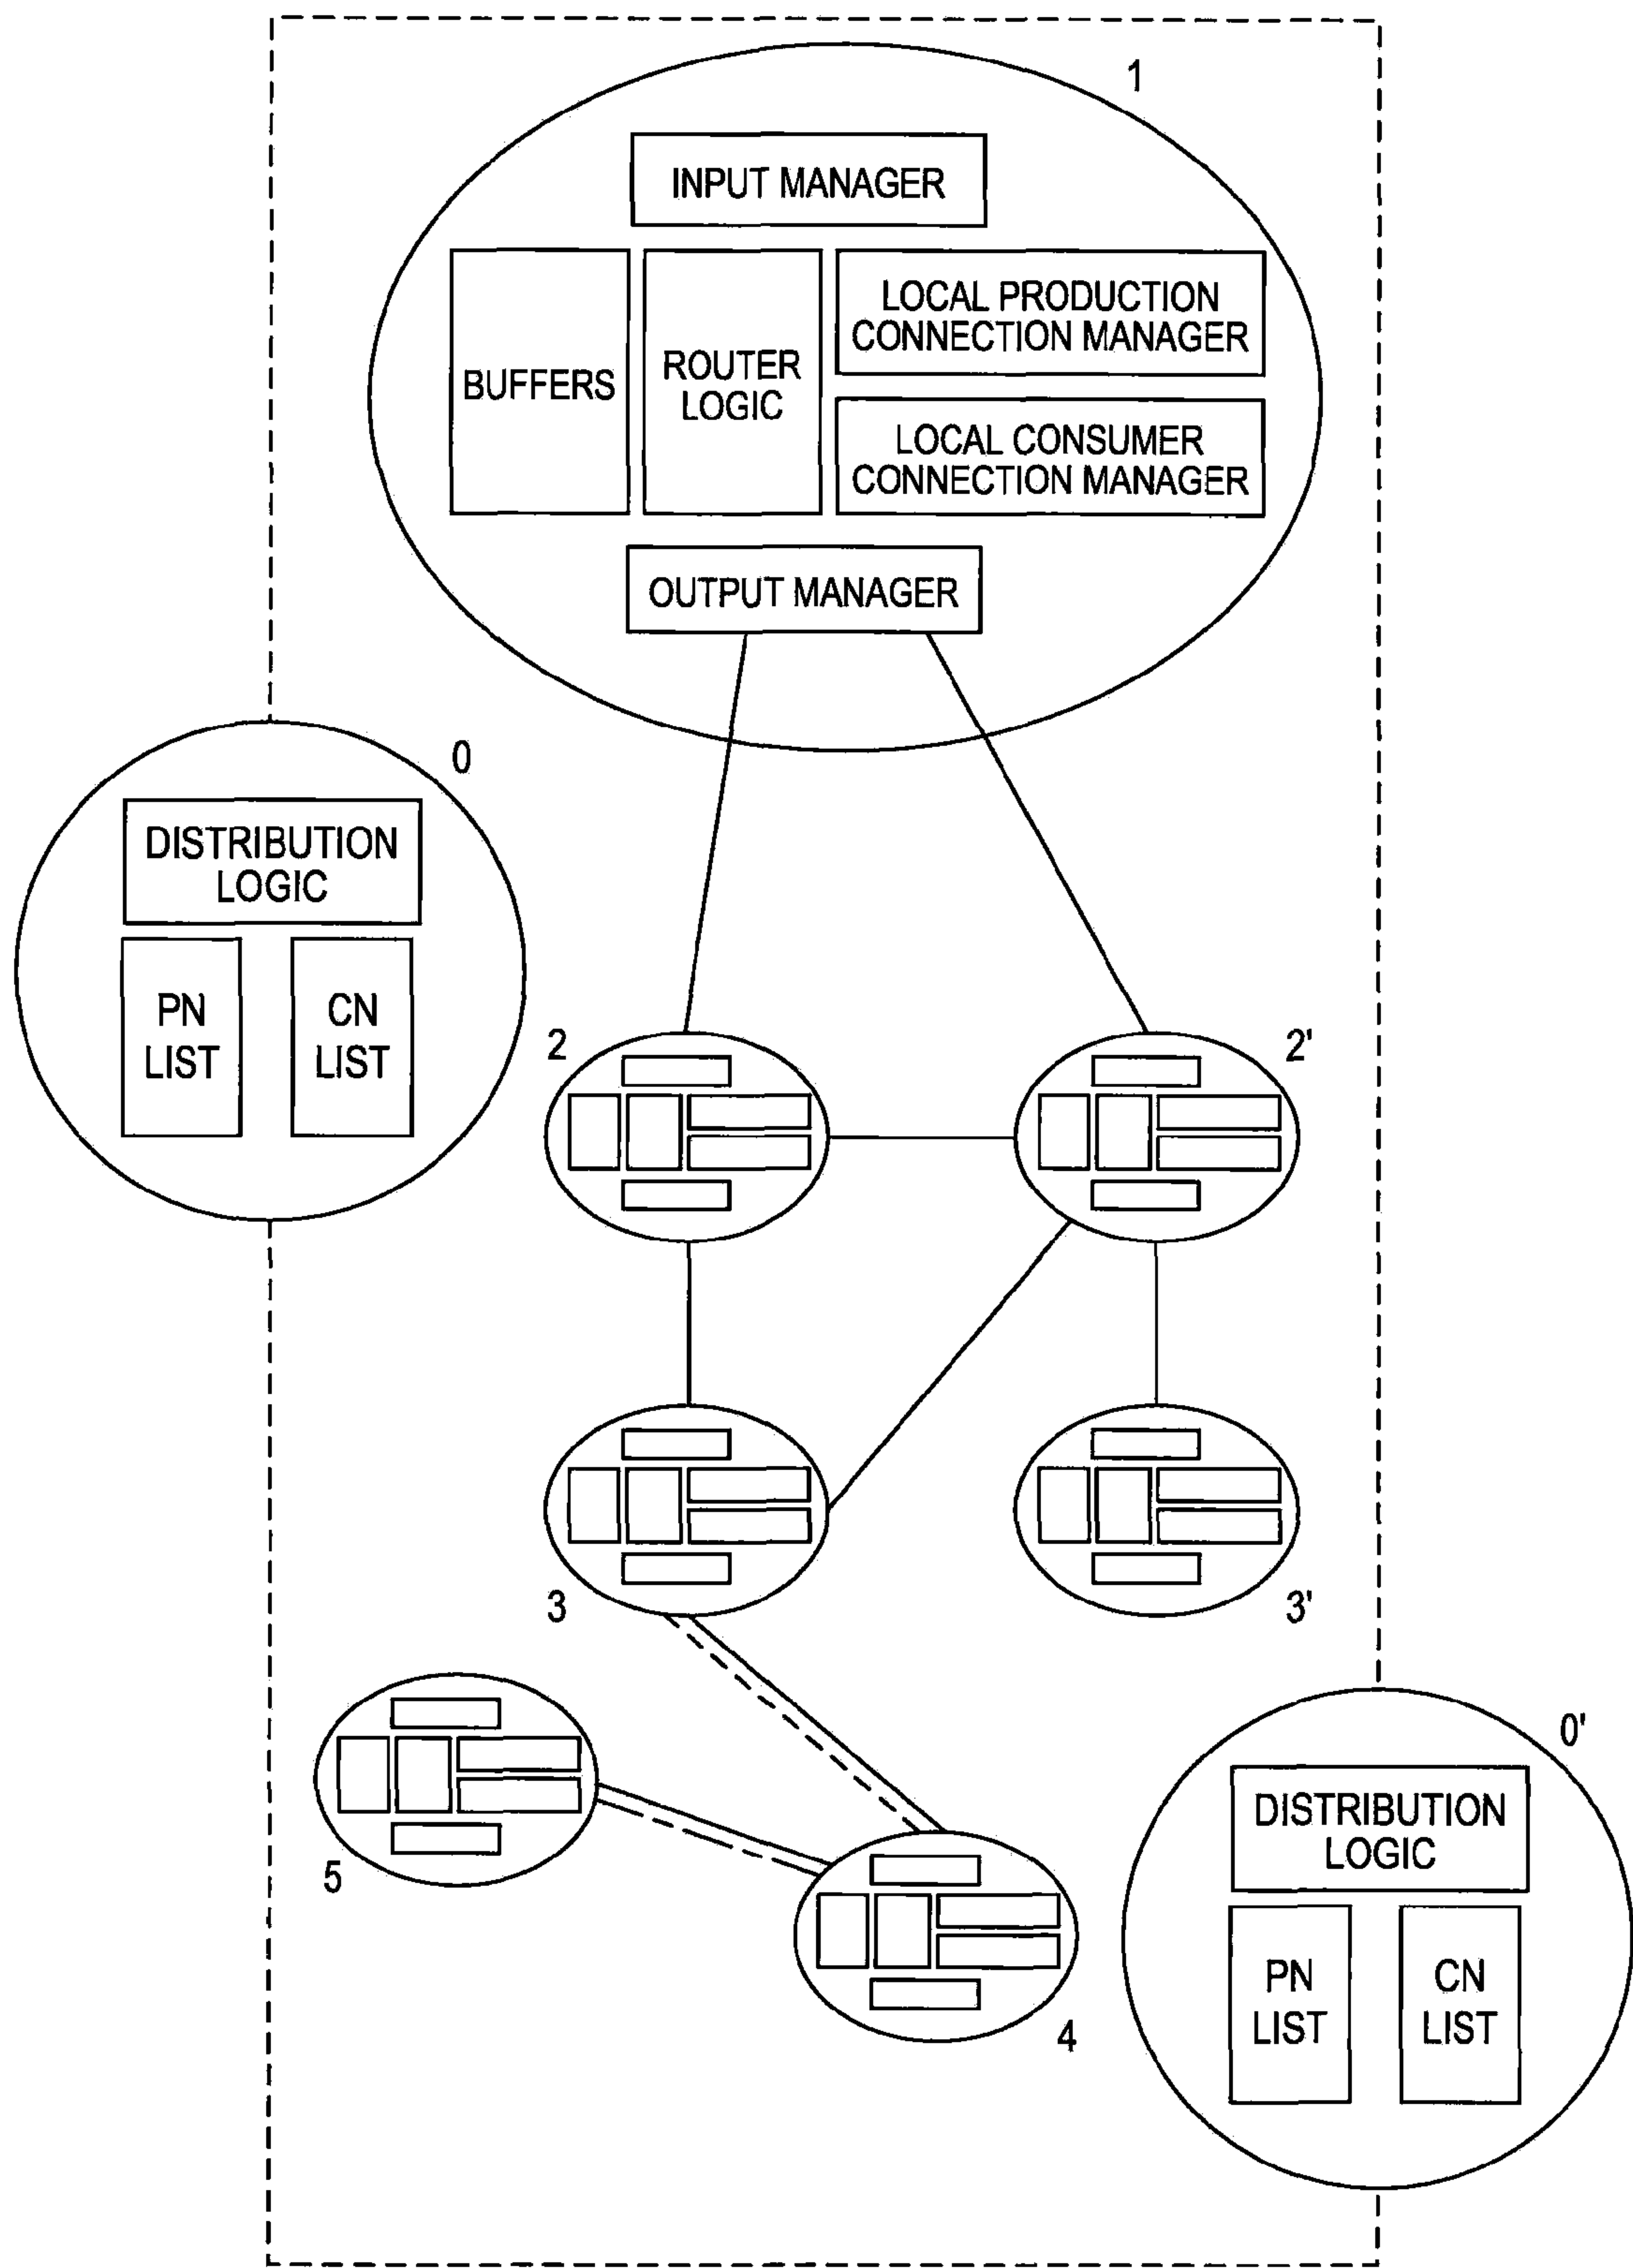 1
INPUT MANAGER
BUFFERS
ROUTER
LOGIC
LOCAL PRODUCTION
CONNECTION MANAGER
LOCAL CONSUMER
CONNECTION MANAGER
OUTPUT MANAGER
0
DISTRIBUTION
LOGIC
PN
LIST
CN
LIST
2
2'
3
3'
5
4
0'
DISTRIBUTION
LOGIC
PN
LIST
CN
LIST